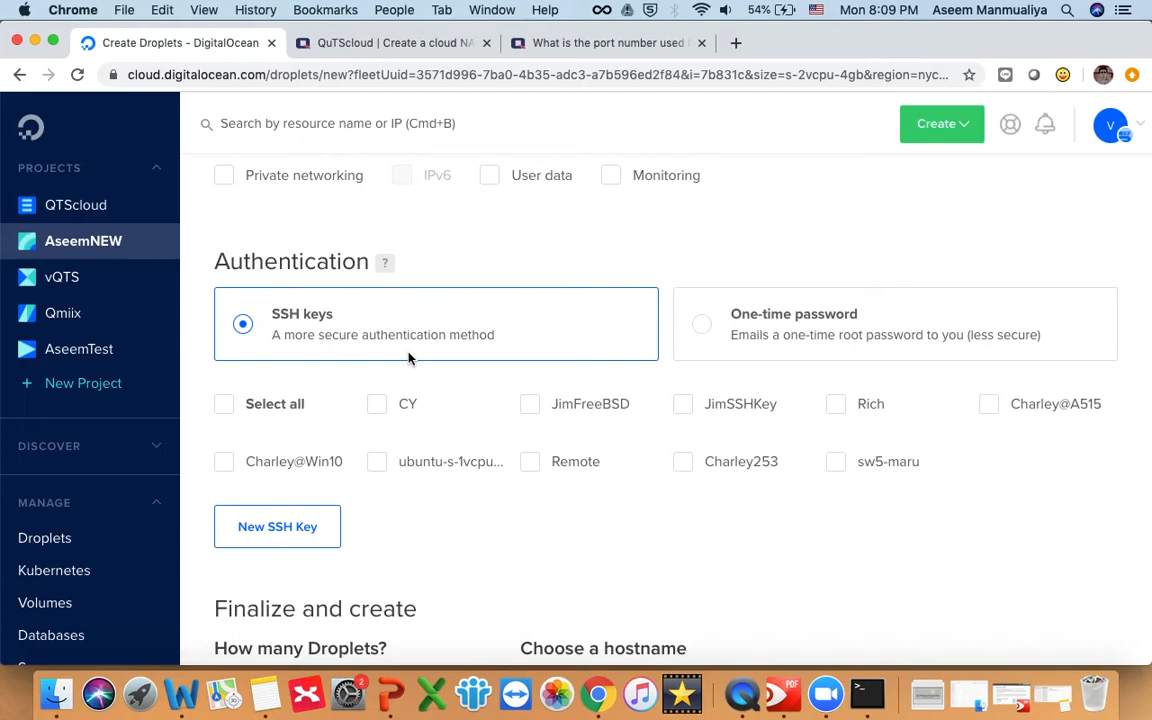 Chrome File Edit View History Bookmarks People Tab Window Help 54% Mon 8:09 PM Aseem Manmualiya
Create Droplets - DigitalOcean
QuTScloud | Create a cloud NA
What is the port number used
cloud.digitalocean.com/droplets/new?fleetUuid=3571d996-7ba0-4b35-adc3-a7b596ed2f84&i=7b831c&size=s-2vcpu-4gb&region=nyc...
Search by resource name or IP (Cmd+B)
Create
V
PROJECTS
QTScloud
AseemNEW
vQTS
Qmiix
AseemTest
+ New Project
DISCOVER
MANAGE
Droplets
Kubernetes
Volumes
Databases
Private networking IPv6 User data Monitoring
Authentication ?
SSH keys
A more secure authentication method
One-time password
Emails a one-time root password to you (less secure)
Select all CY JimFreeBSD JimSSHKey Rich Charley@A515
Charley@Win10 ubuntu-s-1vcpu... Remote Charley253 sw5-maru
New SSH Key
Finalize and create
How many Droplets? Choose a hostname
2
PDF